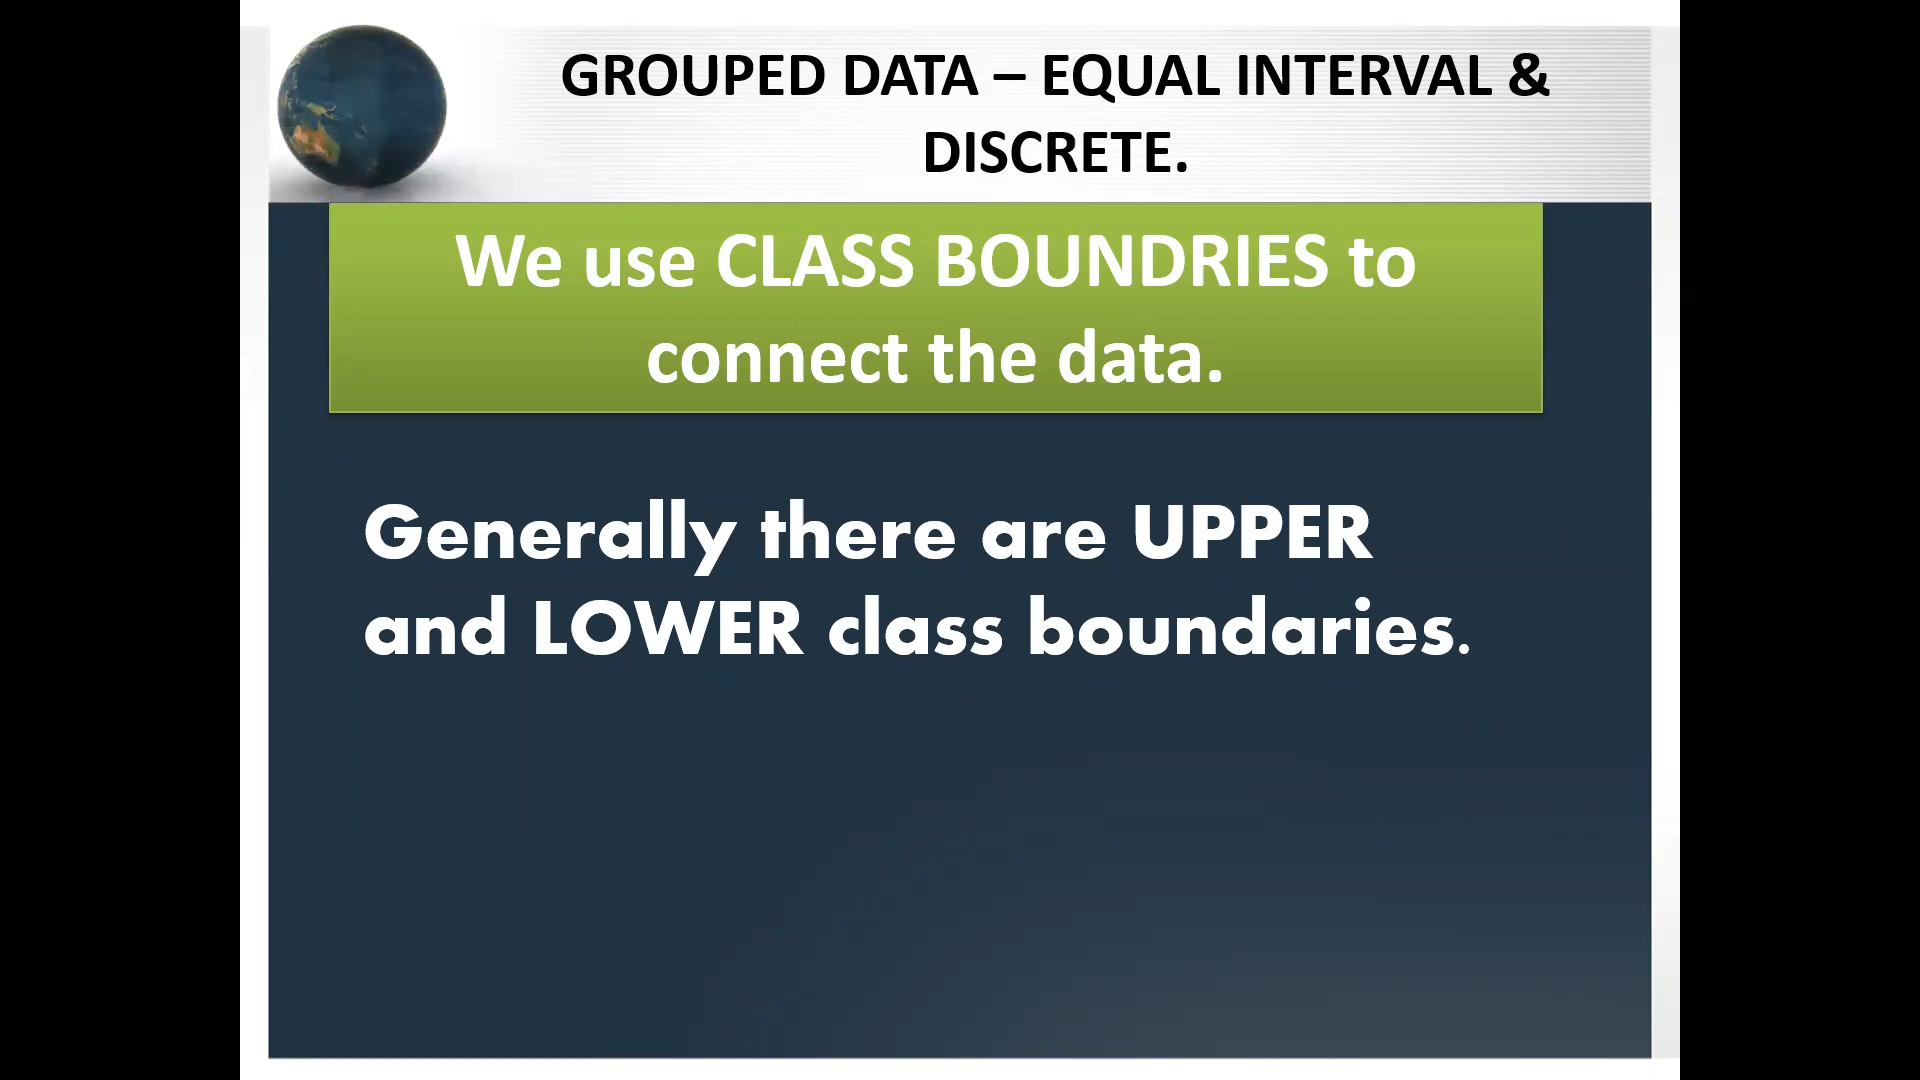 GROUPED DATA – EQUAL INTERVAL &
DISCRETE.
We use CLASS BOUNDRIES to
connect the data.
Generally there are UPPER
and LOWER class boundaries.